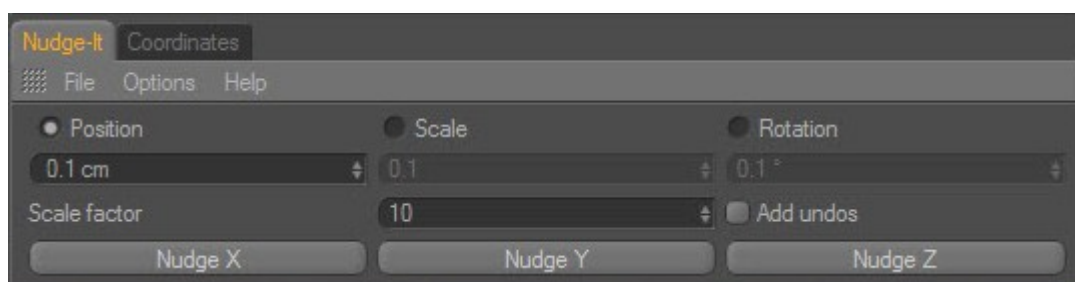 Nudge-It Coordinates
File Options Help
Position Scale Rotation
0.1 cm 0.1 0.1 °
Scale factor 10 Add undos
Nudge X Nudge Y Nudge Z